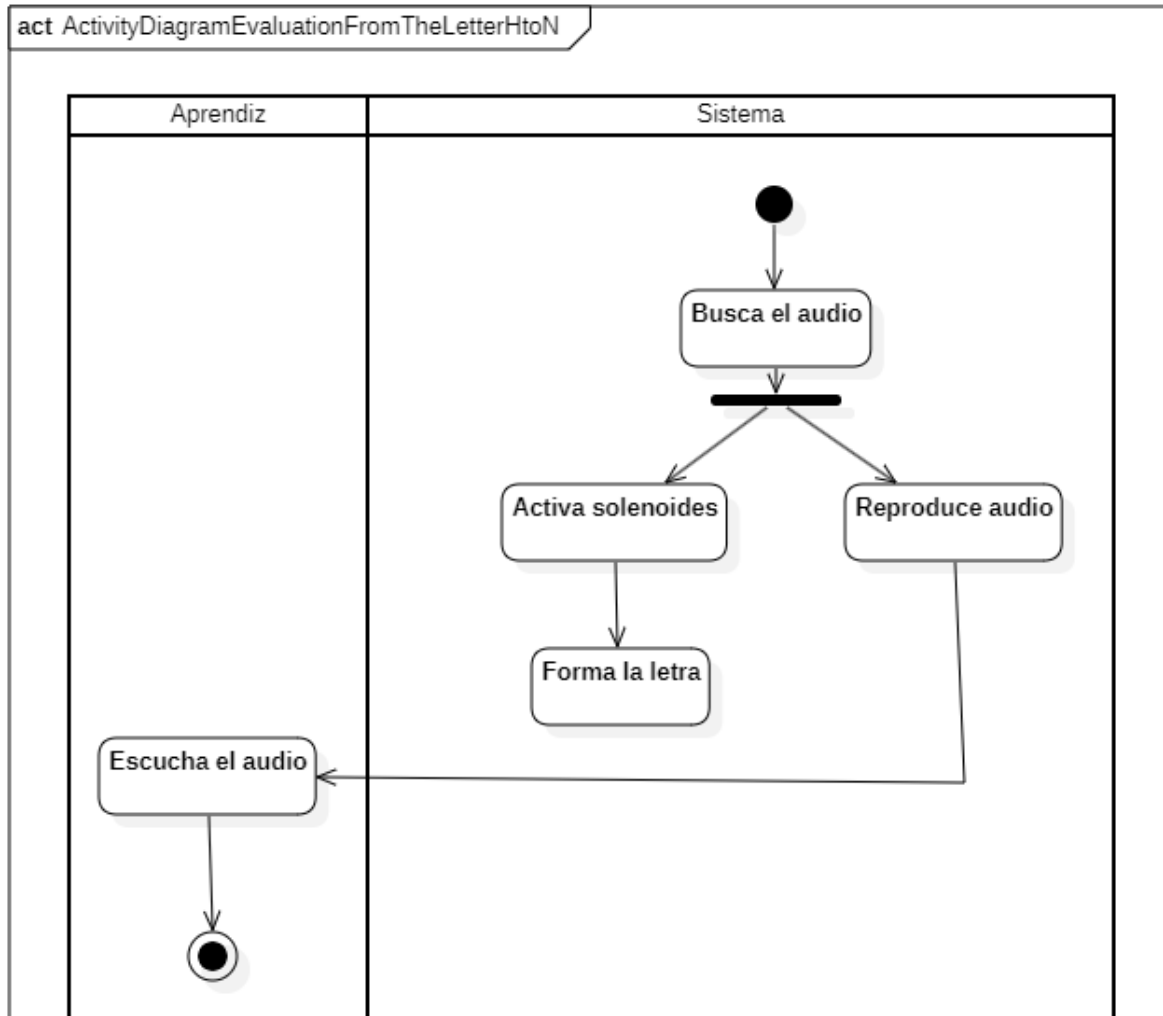 act ActivityDiagramEvaluationFromTheLetterHtoN
Aprendiz
Sistema
Busca el audio
Activa solenoides
Reproduce audio
Forma la letra
Escucha el audio